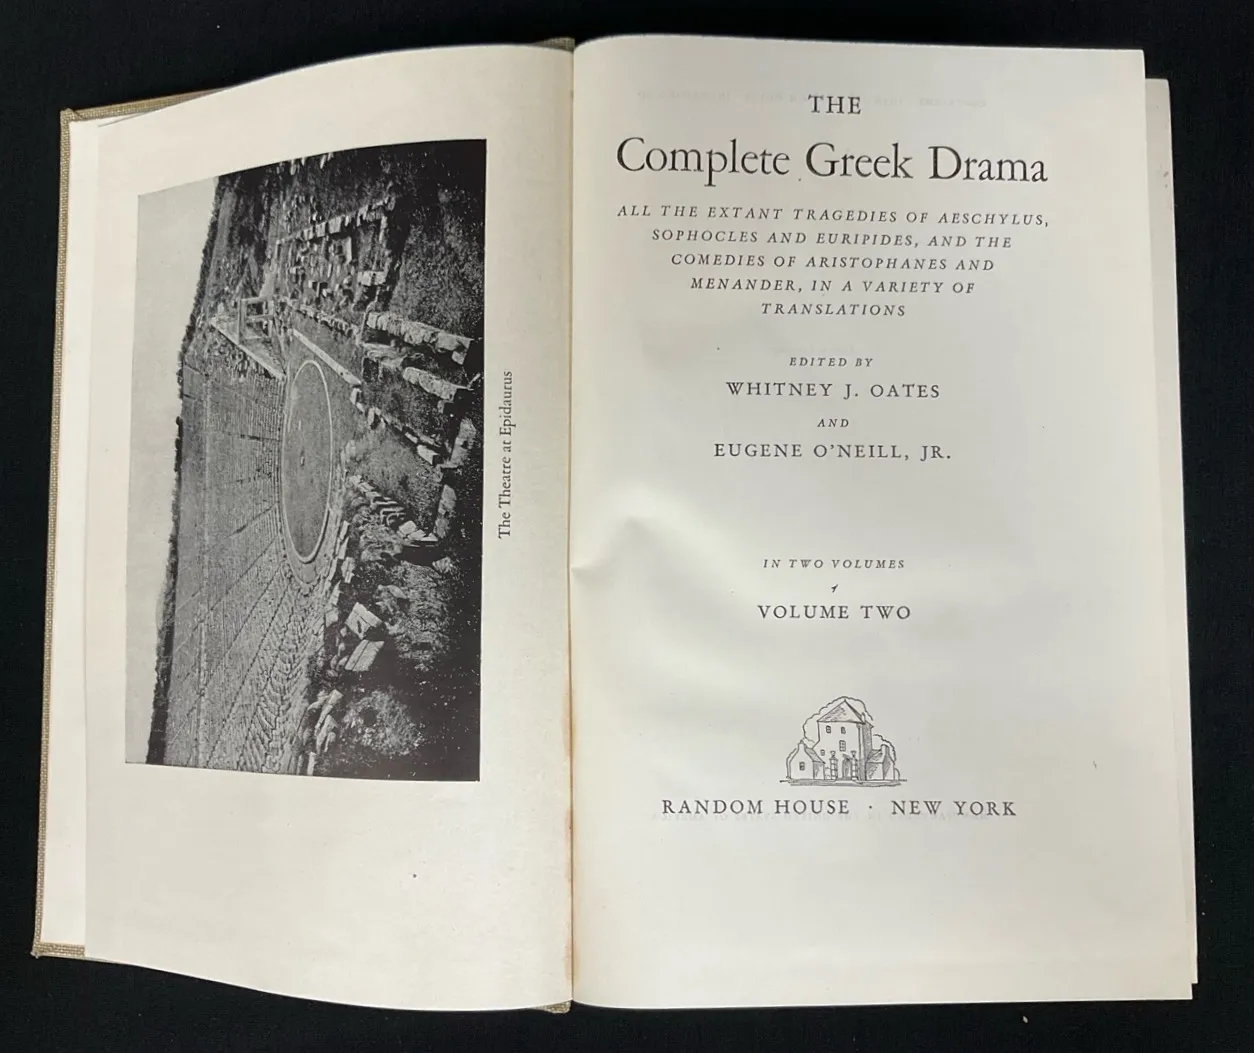 The Theatre at Epidaurus
THE
Complete Greek Drama
ALL THE EXTANT TRAGEDIES OF AESCHYLUS,
SOPHOCLES AND EURIPIDES, AND THE
COMEDIES OF ARISTOPHANES AND
MENANDER, IN A VARIETY OF
TRANSLATIONS
EDITED BY
WHITNEY J. OATES
AND
EUGENE O'NEILL, JR.
IN TWO VOLUMES
VOLUME TWO
RANDOM HOUSE · NEW YORK